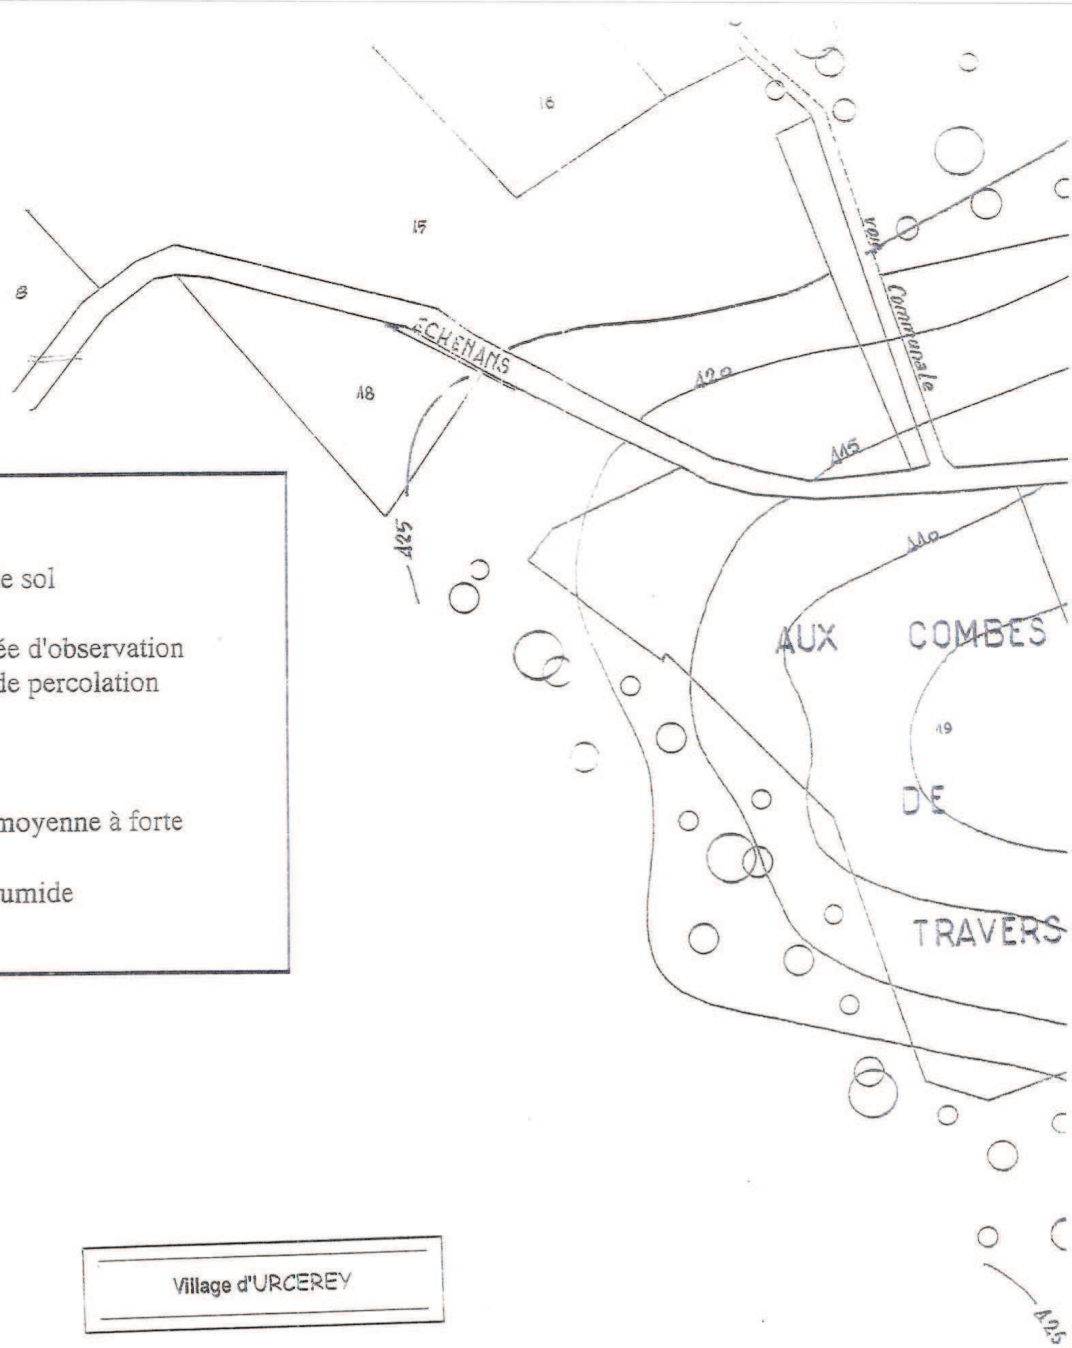 16
15
8
voie Communale
ECHENANS
18
420
415
425
410
e sol
ée d'observation
de percolation
AUX COMBES
19
DE
moyenne à forte
umide
TRAVERS
Village d'URCEREY
425